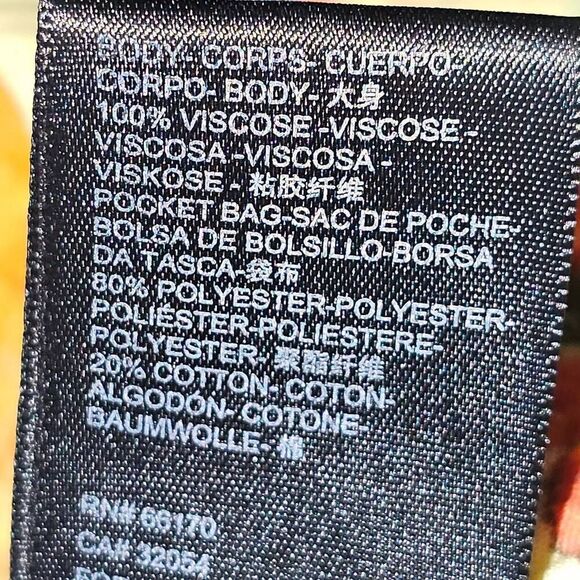 BODY- CORPS- CUERPO-
CORPO- BODY- 大身
100% VISCOSE -VISCOSE -
VISCOSA -VISCOSA -
VISKOSE - 粘胶纤维
POCKET BAG-SAC DE POCHE-
BOLSA DE BOLSILLO-BORSA
DA TASCA-袋布
80% POLYESTER-POLYESTER-
POLIÉSTER-POLIESTERE-
POLYESTER- 聚酯纤维
20% COTTON- COTON-
ALGODÓN- COTONE-
BAUMWOLLE- 棉
RN# 66170
CA# 32054